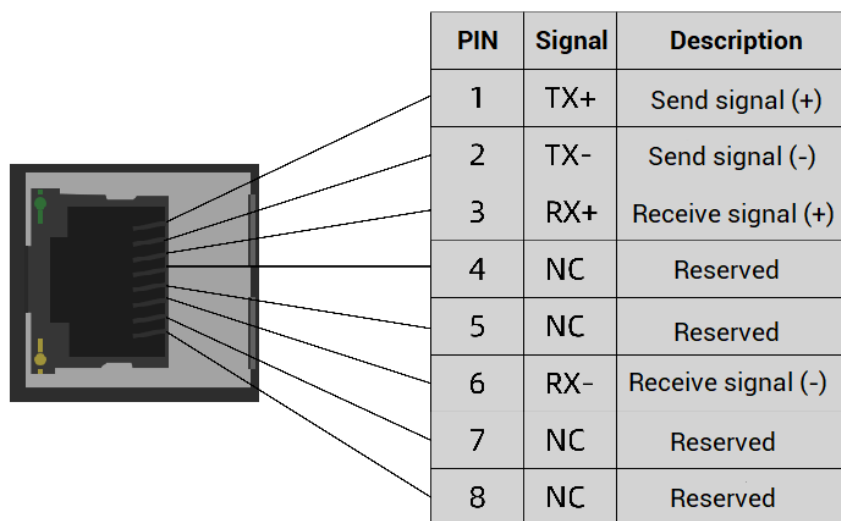 PIN Signal Description
1 TX+ Send signal (+)
2 TX- Send signal (-)
3 RX+ Receive signal (+)
4 NC Reserved
5 NC Reserved
6 RX- Receive signal (-)
7 NC Reserved
8 NC Reserved